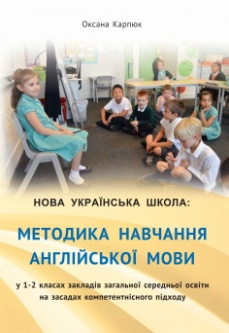 Оксана Карпюк
НОВА УКРАЇНСЬКА ШКОЛА:
МЕТОДИКА НАВЧАННЯ
АНГЛІЙСЬКОЇ МОВИ
у 1-2 класах закладів загальної середньої освіти
на засадах компетентнісного підходу